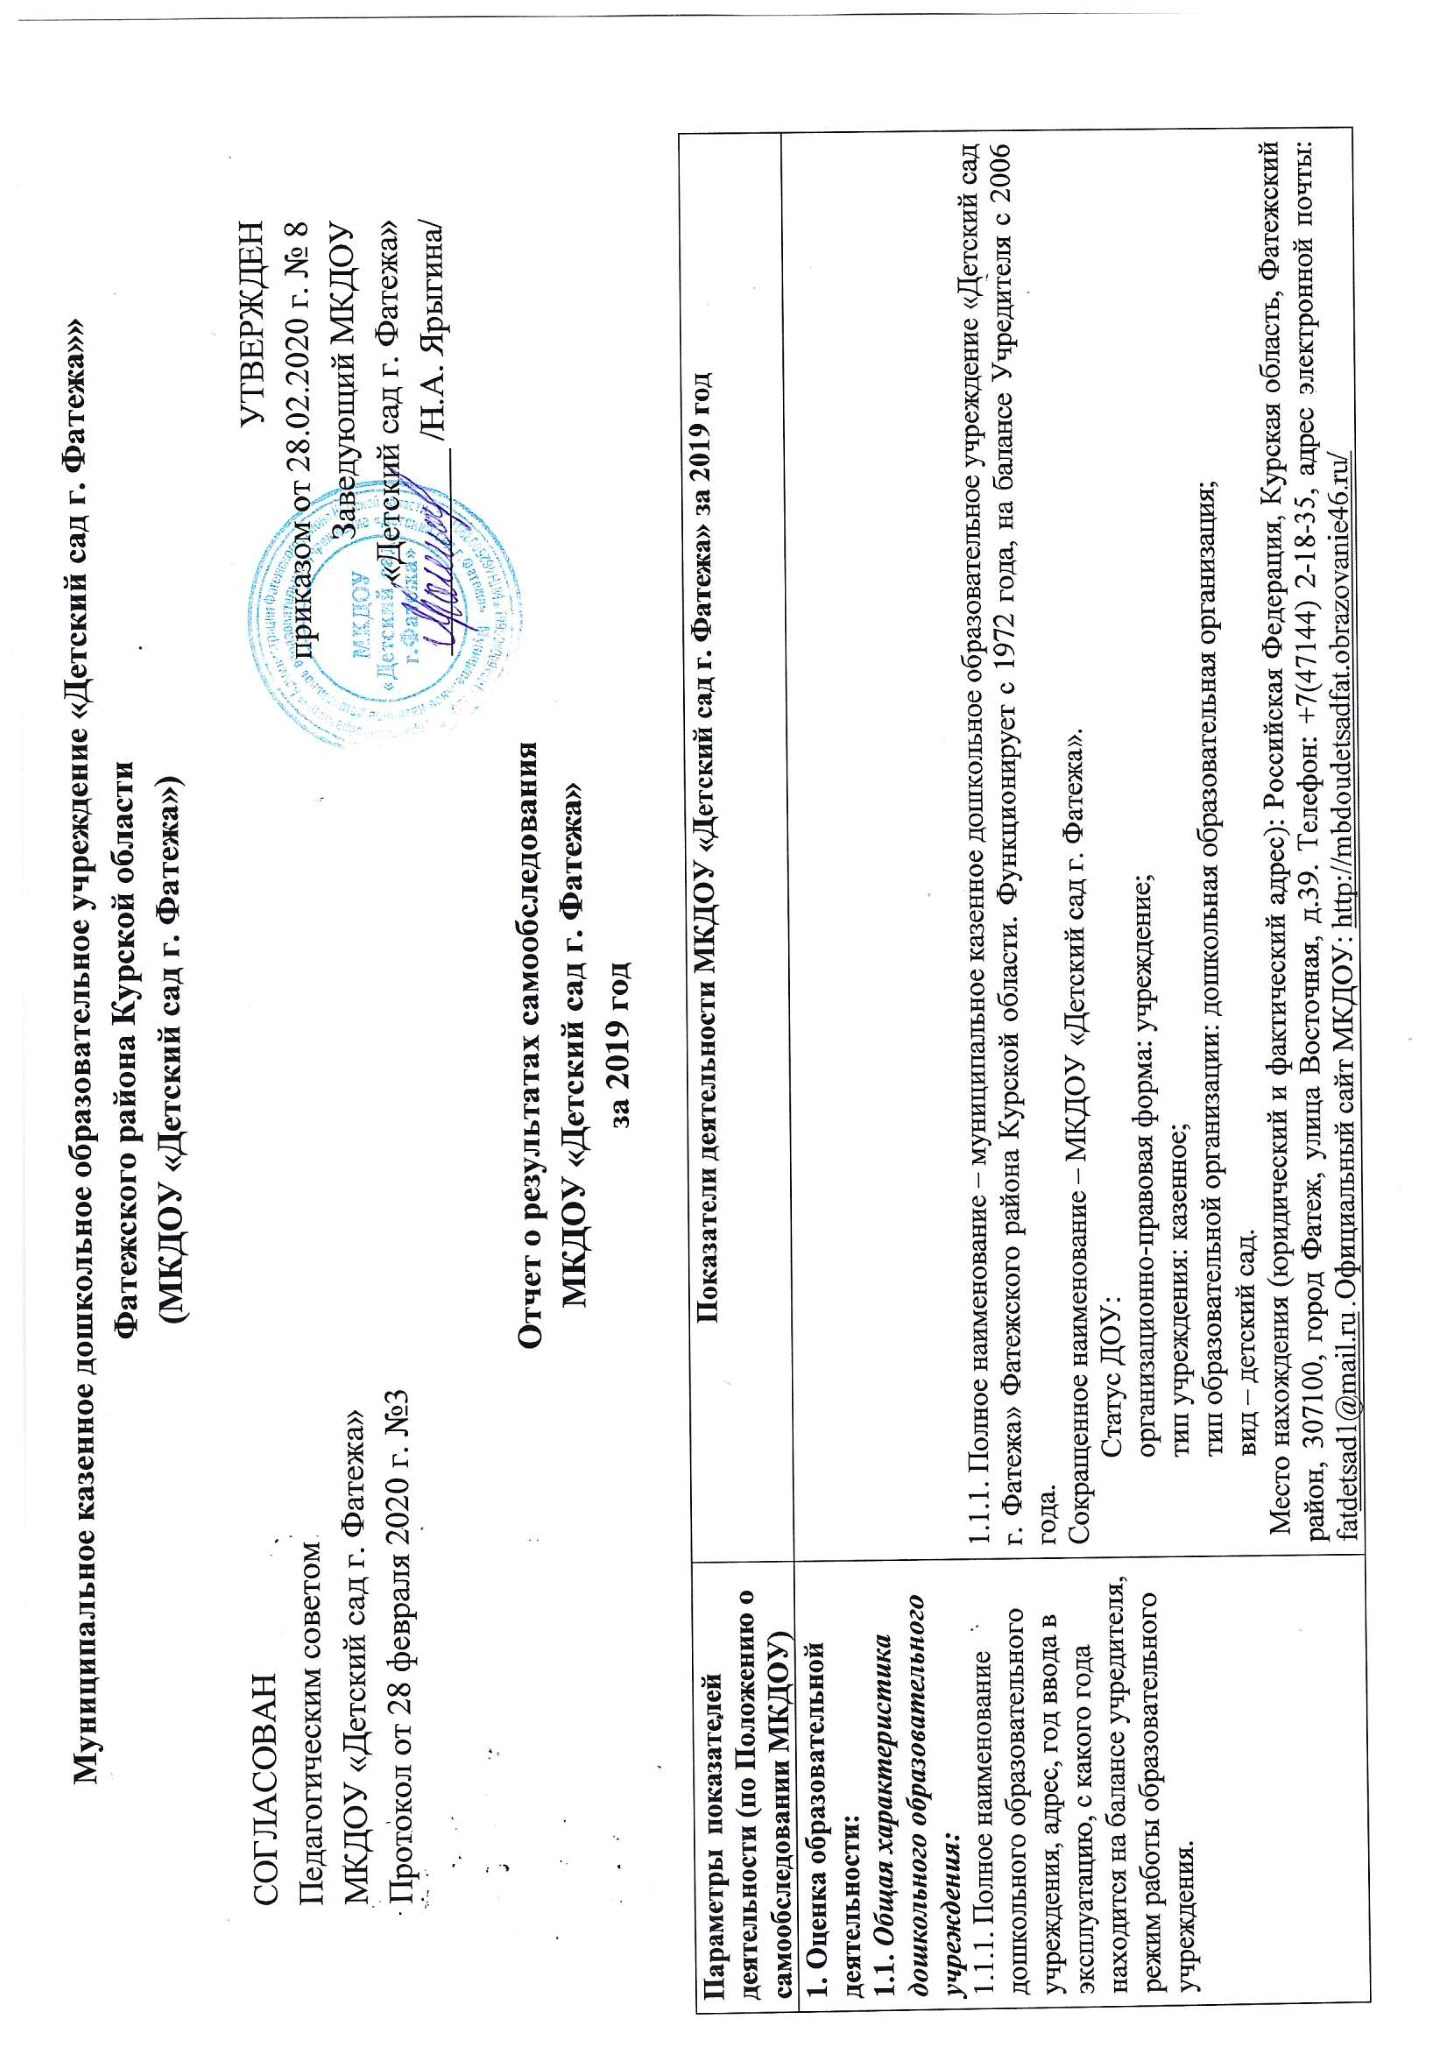 Муниципальное казенное дошкольное образовательное учреждение «Детский сад г. Фатежа»»
Фатежского района Курской области
(МКДОУ «Детский сад г. Фатежа»)
СОГЛАСОВАН
Педагогическим советом
МКДОУ «Детский сад г. Фатежа»
Протокол от 28 февраля 2020 г. №3
УТВЕРЖДЕН
приказом от 28.02.2020 г. № 8
Заведующий МКДОУ
«Детский сад г. Фатежа»
/Н.А. Ярыгина/
МКДОУ
«Детский сад
г.Фатежа»
Отчет о результатах самообследования
МКДОУ «Детский сад г. Фатежа»
за 2019 год
Параметры показателей
деятельности (по Положению о
самообследовании МКДОУ)
Показатели деятельности МКДОУ «Детский сад г. Фатежа» за 2019 год
1. Оценка образовательной
деятельности:
1.1. Общая характеристика
дошкольного образовательного
учреждения:
1.1.1. Полное наименование
дошкольного образовательного
учреждения, адрес, год ввода в
эксплуатацию, с какого года
находится на балансе учредителя,
режим работы образовательного
учреждения.
1.1.1. Полное наименование – муниципальное казенное дошкольное образовательное учреждение «Детский сад
г. Фатежа» Фатежского района Курской области. Функционирует с 1972 года, на балансе Учредителя с 2006
года.
Сокращенное наименование – МКДОУ «Детский сад г. Фатежа».
Статус ДОУ:
организационно-правовая форма: учреждение;
тип учреждения: казенное;
тип образовательной организации: дошкольная образовательная организация;
вид – детский сад.
Место нахождения (юридический и фактический адрес): Российская Федерация, Курская область, Фатежский
район, 307100, город Фатеж, улица Восточная, д.39. Телефон: +7(47144) 2-18-35, адрес электронной почты:
fatdetsad1@mail.ru .Официальный сайт МКДОУ: http://mbdoudetsadfat.obrazovanie46.ru/